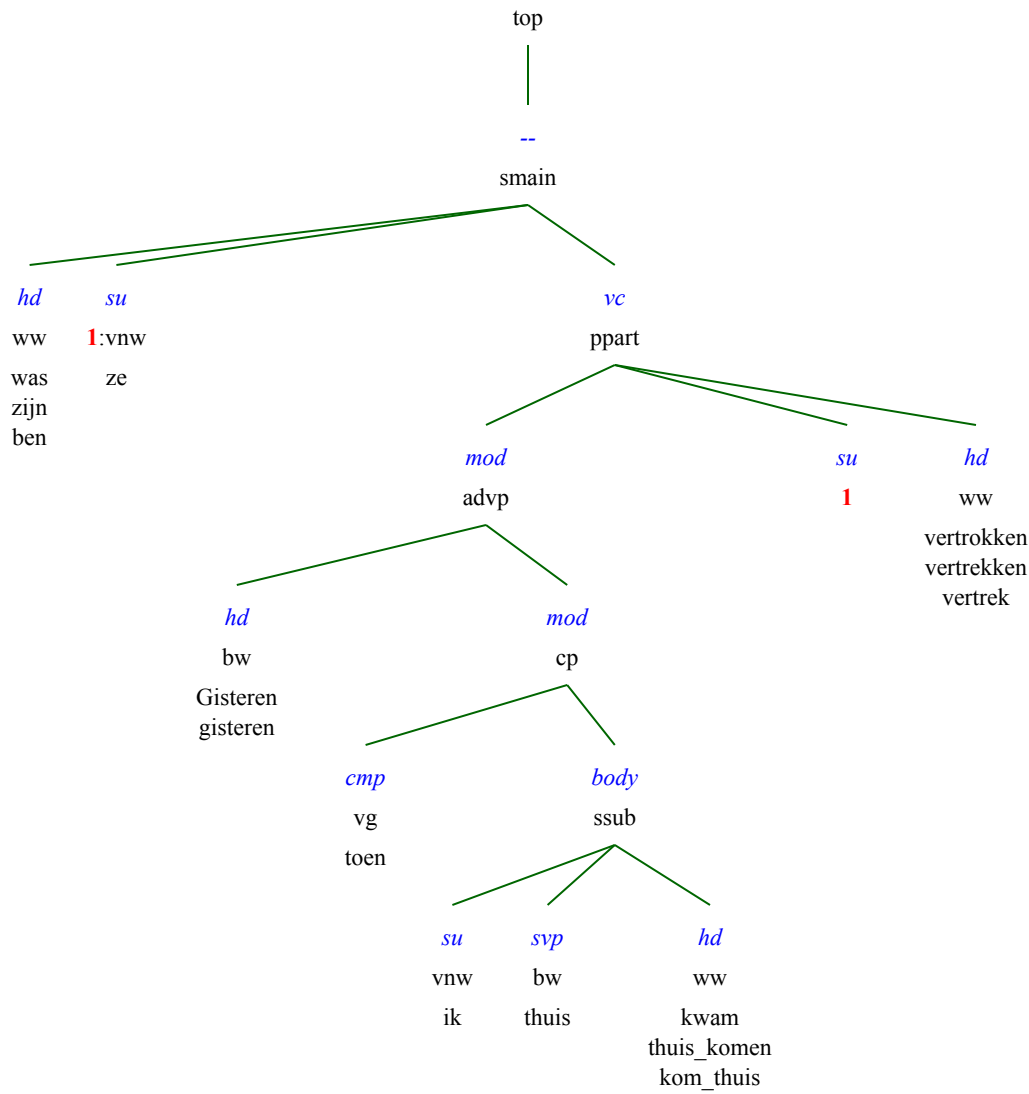 top
--
smain
hd su vc
ww 1:vnw ppart
was ze
zijn
ben
mod su hd
advp 1 ww
vertrokken
vertrekken
vertrek
hd mod
bw cp
Gisteren
gisteren
cmp body
vg ssub
toen
su svp hd
vnw bw ww
ik thuis kwam
thuis_komen
kom_thuis